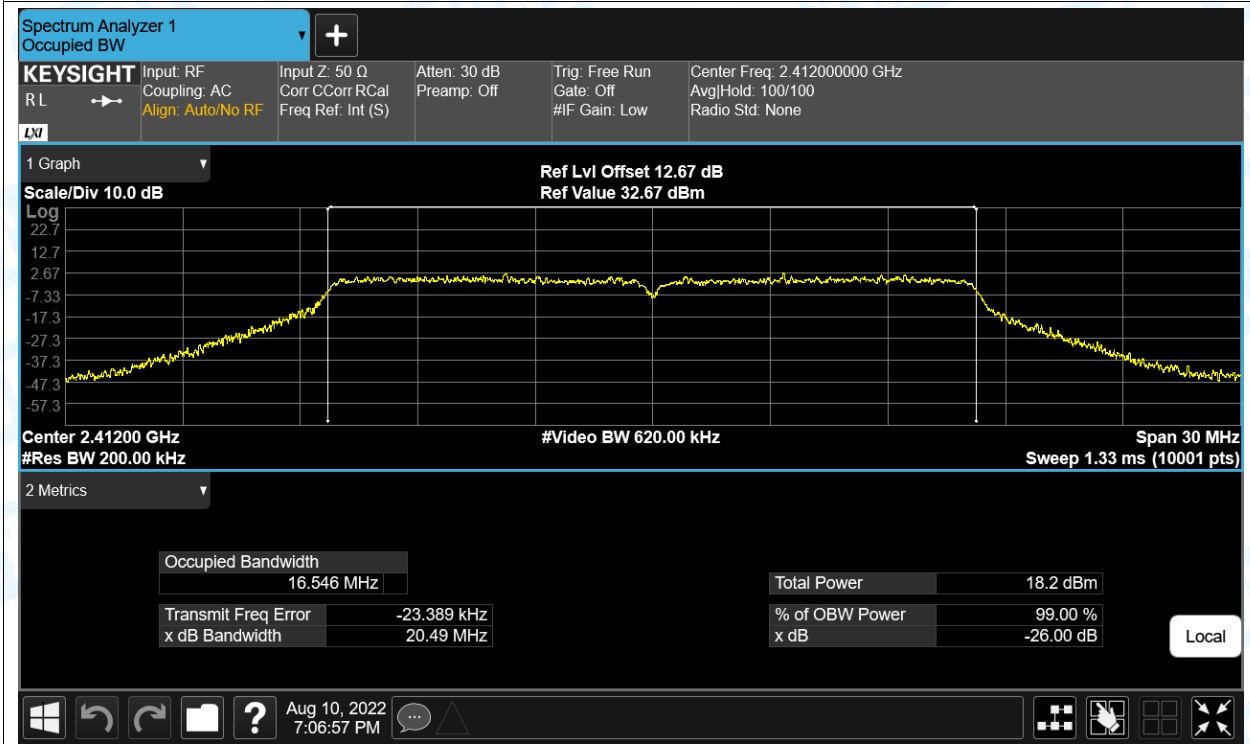 Spectrum Analyzer 1
Occupied BW
KEYSIGHT
R L
LXI
Input: RF
Coupling: AC
Align: Auto/No RF
Input Z: 50 Ω
Corr CCorr RCal
Freq Ref: Int (S)
Atten: 30 dB
Preamp: Off
Trig: Free Run
Gate: Off
#IF Gain: Low
Center Freq: 2.412000000 GHz
Avg|Hold: 100/100
Radio Std: None
1 Graph
Scale/Div 10.0 dB
Ref Lvl Offset 12.67 dB
Ref Value 32.67 dBm
Log
22.7
12.7
2.67
-7.33
-17.3
-27.3
-37.3
-47.3
-57.3
Center 2.41200 GHz
#Video BW 620.00 kHz
Span 30 MHz
#Res BW 200.00 kHz
Sweep 1.33 ms (10001 pts)
2 Metrics
Occupied Bandwidth
16.546 MHz
Transmit Freq Error -23.389 kHz
x dB Bandwidth 20.49 MHz
Total Power 18.2 dBm
% of OBW Power 99.00 %
x dB -26.00 dB
Local
?
Aug 10, 2022
7:06:57 PM